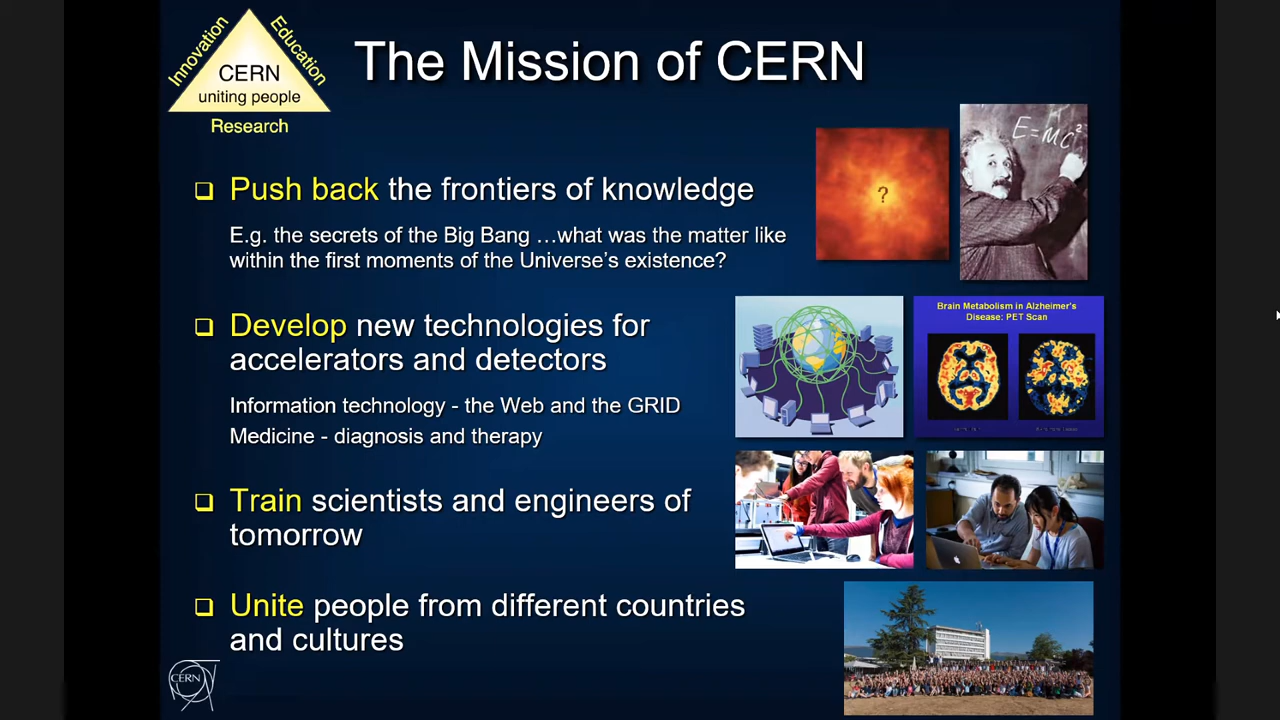 Innovation
Education
CERN
uniting people
Research
The Mission of CERN
Push back the frontiers of knowledge
E.g. the secrets of the Big Bang …what was the matter like
within the first moments of the Universe's existence?
?
E=mc²
Develop new technologies for
accelerators and detectors
Information technology - the Web and the GRID
Medicine - diagnosis and therapy
Brain Metabolism in Alzheimer's
Disease: PET Scan
Train scientists and engineers of
tomorrow
Unite people from different countries
and cultures
CERN